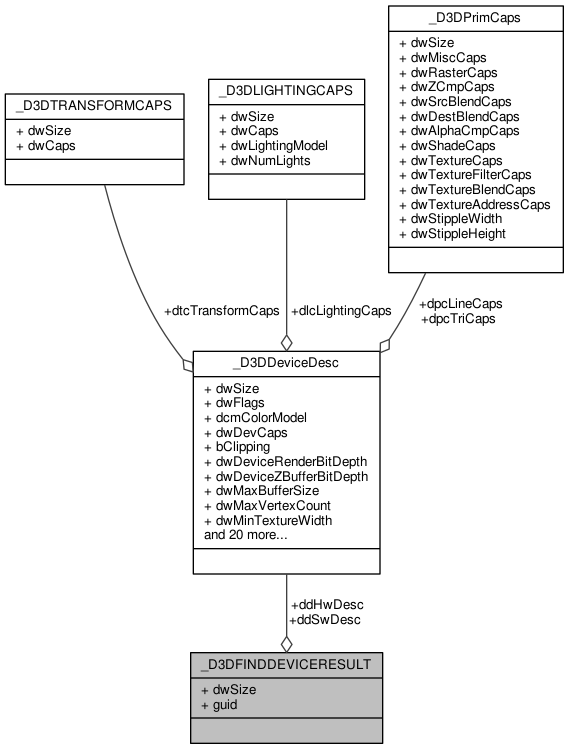 _D3DPrimCaps
+ dwSize
+ dwMiscCaps
+ dwRasterCaps
+ dwZCmpCaps
+ dwSrcBlendCaps
+ dwDestBlendCaps
+ dwAlphaCmpCaps
+ dwShadeCaps
+ dwTextureCaps
+ dwTextureFilterCaps
+ dwTextureBlendCaps
+ dwTextureAddressCaps
+ dwStippleWidth
+ dwStippleHeight
_D3DLIGHTINGCAPS
+ dwSize
+ dwCaps
+ dwLightingModel
+ dwNumLights
_D3DTRANSFORMCAPS
+ dwSize
+ dwCaps
+dtcTransformCaps
+dlcLightingCaps
+dpcLineCaps
+dpcTriCaps
_D3DDeviceDesc
+ dwSize
+ dwFlags
+ dcmColorModel
+ dwDevCaps
+ bClipping
+ dwDeviceRenderBitDepth
+ dwDeviceZBufferBitDepth
+ dwMaxBufferSize
+ dwMaxVertexCount
+ dwMinTextureWidth
and 20 more...
+ddHwDesc
+ddSwDesc
_D3DFINDDEVICERESULT
+ dwSize
+ guid